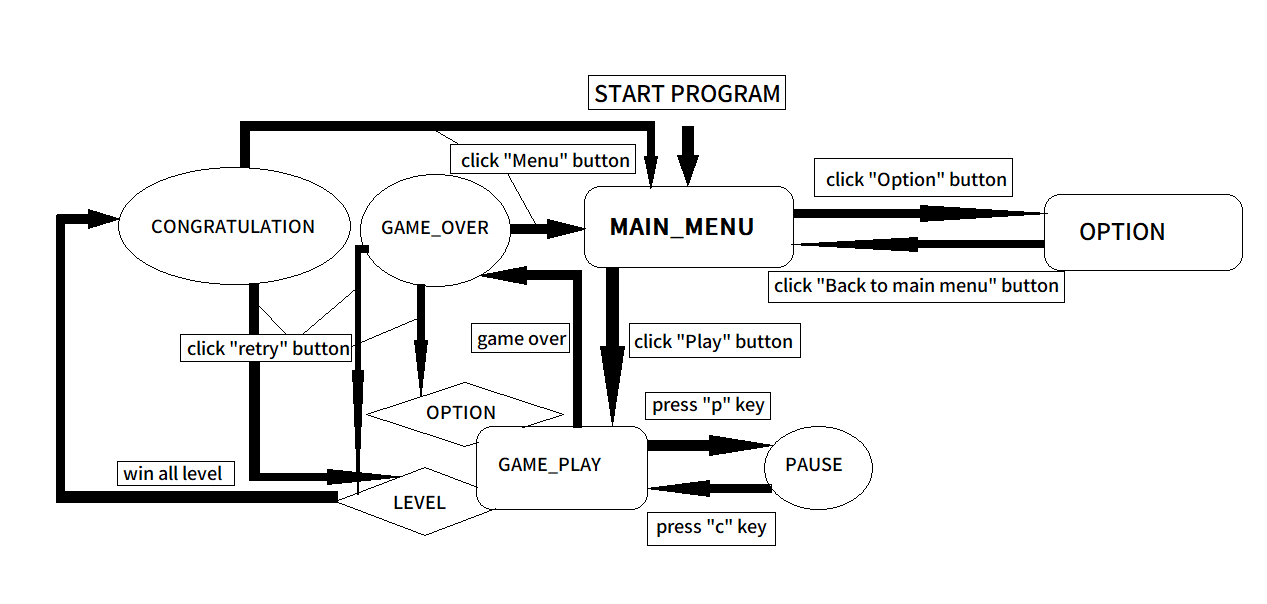 START PROGRAM
click "Menu" button
click "Option" button
CONGRATULATION
GAME_OVER
MAIN_MENU
OPTION
click "Back to main menu" button
click "retry" button
game over
click "Play" button
OPTION
press "p" key
GAME_PLAY
PAUSE
win all level
LEVEL
press "c" key